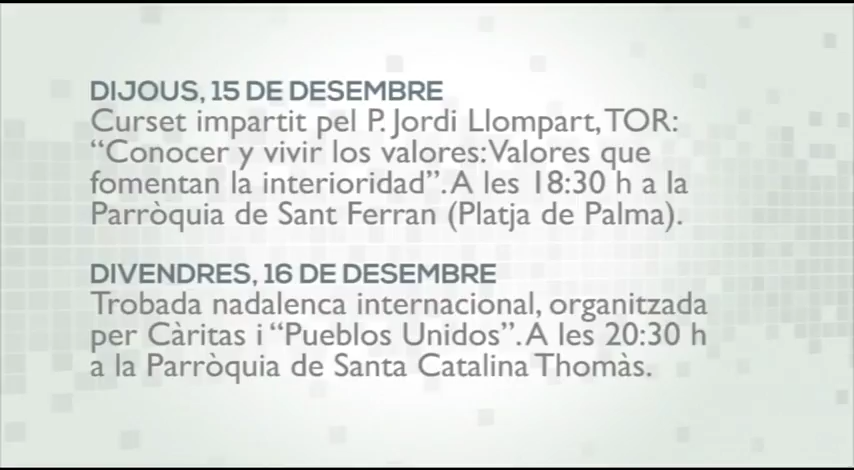 DIJOUS, 15 DE DESEMBRE
Curset impartit pel P. Jordi Llompart, TOR:
“Conocer y vivir los valores: Valores que
fomentan la interioridad”. A les 18:30 h a la
Parròquia de Sant Ferran (Platja de Palma).
DIVENDRES, 16 DE DESEMBRE
Trobada nadalenca internacional, organitzada
per Càritas i “Pueblos Unidos”. A les 20:30 h
a la Parròquia de Santa Catalina Thomàs.